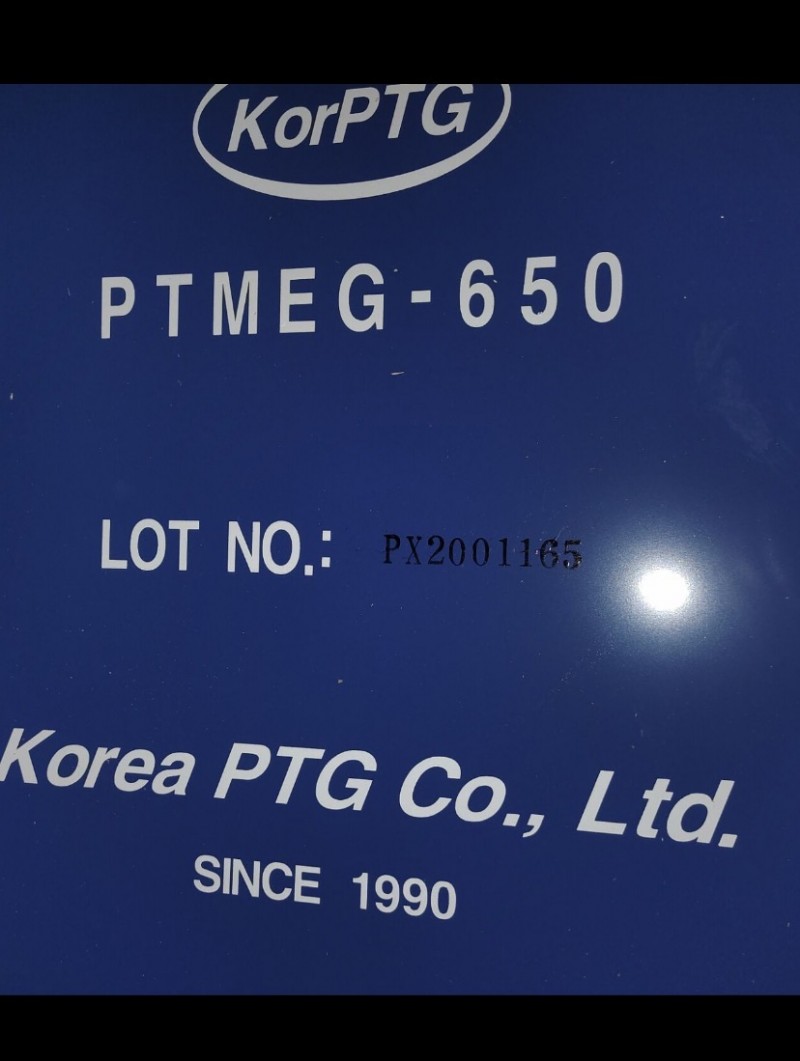 KorPTG
PTMEG-650
LOT NO.: PX2001165
Korea PTG Co., Ltd.
SINCE 1990